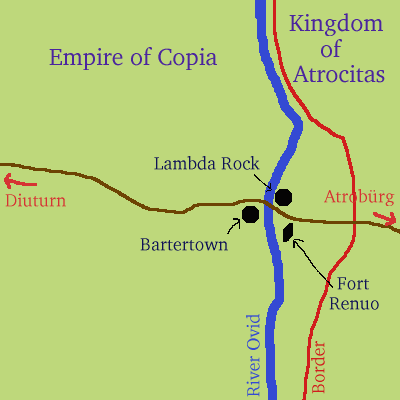 Kingdom
of
Atrocitas
Empire of Copia
Lambda Rock
Diuturn
Atrobürg
Bartertown
Fort
Renuo
River Ovid
Border